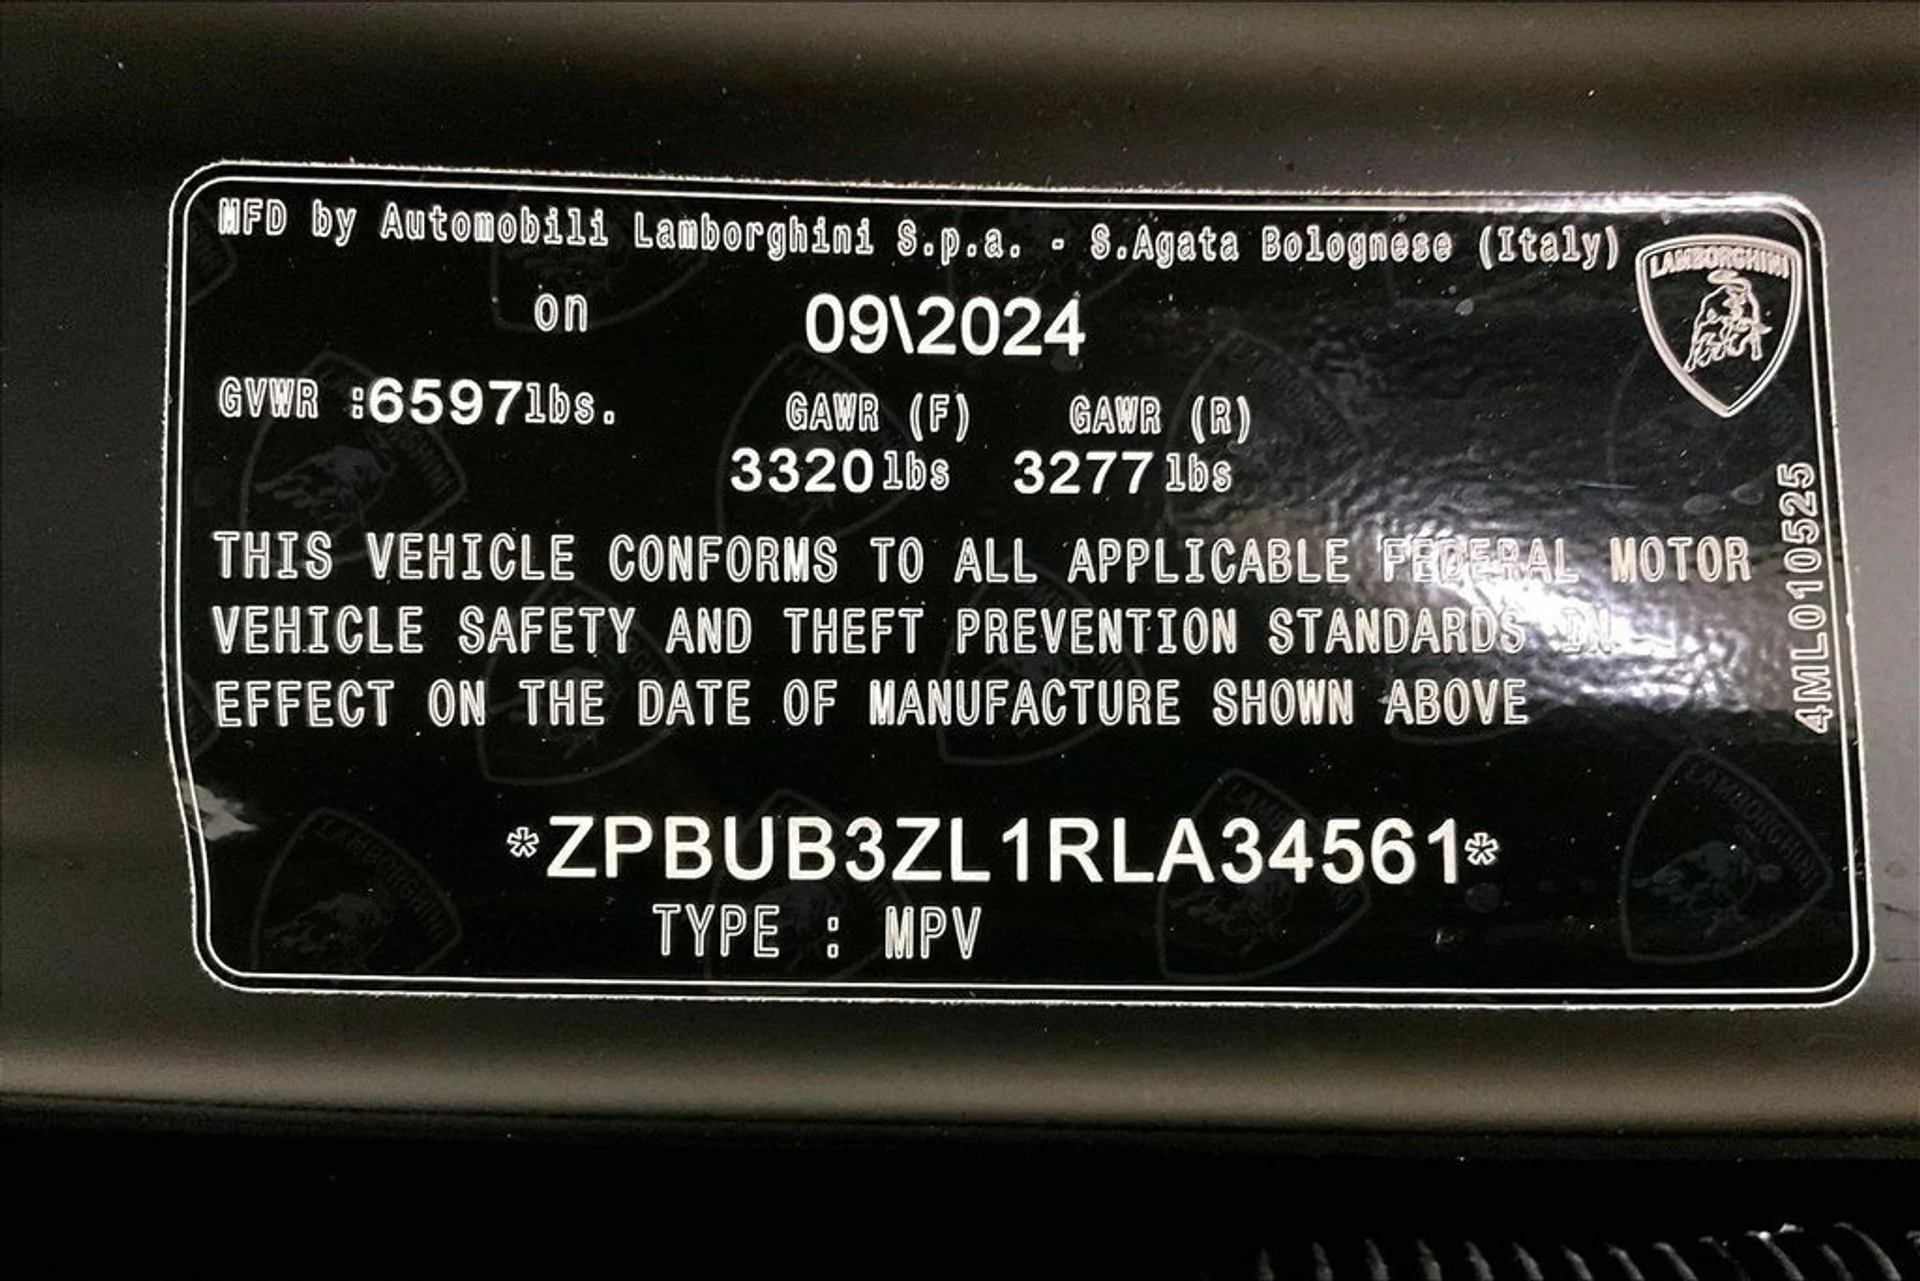 MFD by Automobili Lamborghini S.p.a. - S.Agata Bolognese (Italy)
on 09\2024
LAMBORGHINI
GVWR :6597lbs. GAWR (F) GAWR (R)
3320lbs 3277lbs
THIS VEHICLE CONFORMS TO ALL APPLICABLE FEDERAL MOTOR
VEHICLE SAFETY AND THEFT PREVENTION STANDARDS IN
EFFECT ON THE DATE OF MANUFACTURE SHOWN ABOVE
4ML010525
*ZPBUB3ZL1RLA34561*
TYPE : MPV